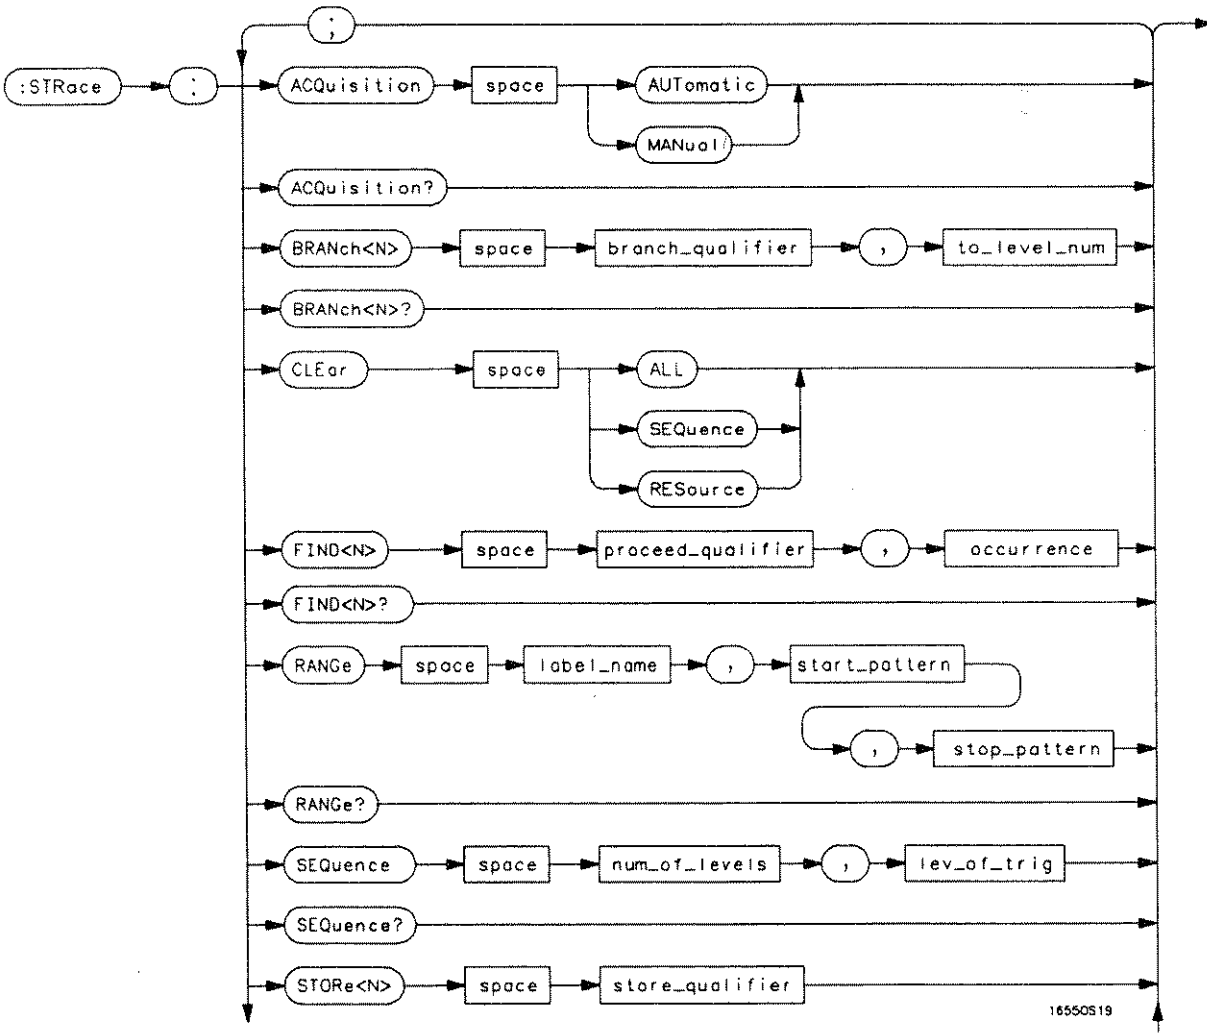 ;
:STRace : ACQuisition space AUTomatic
MANual
ACQuisition?
BRANch<N> space branch_qualifier , to_level_num
BRANch<N>?
CLEar space ALL
SEQuence
RESource
FIND<N> space proceed_qualifier , occurrence
FIND<N>?
RANGe space label_name , start_pattern
, stop_pattern
RANGe?
SEQuence space num_of_levels , lev_of_trig
SEQuence?
STORe<N> space store_qualifier
16550S19